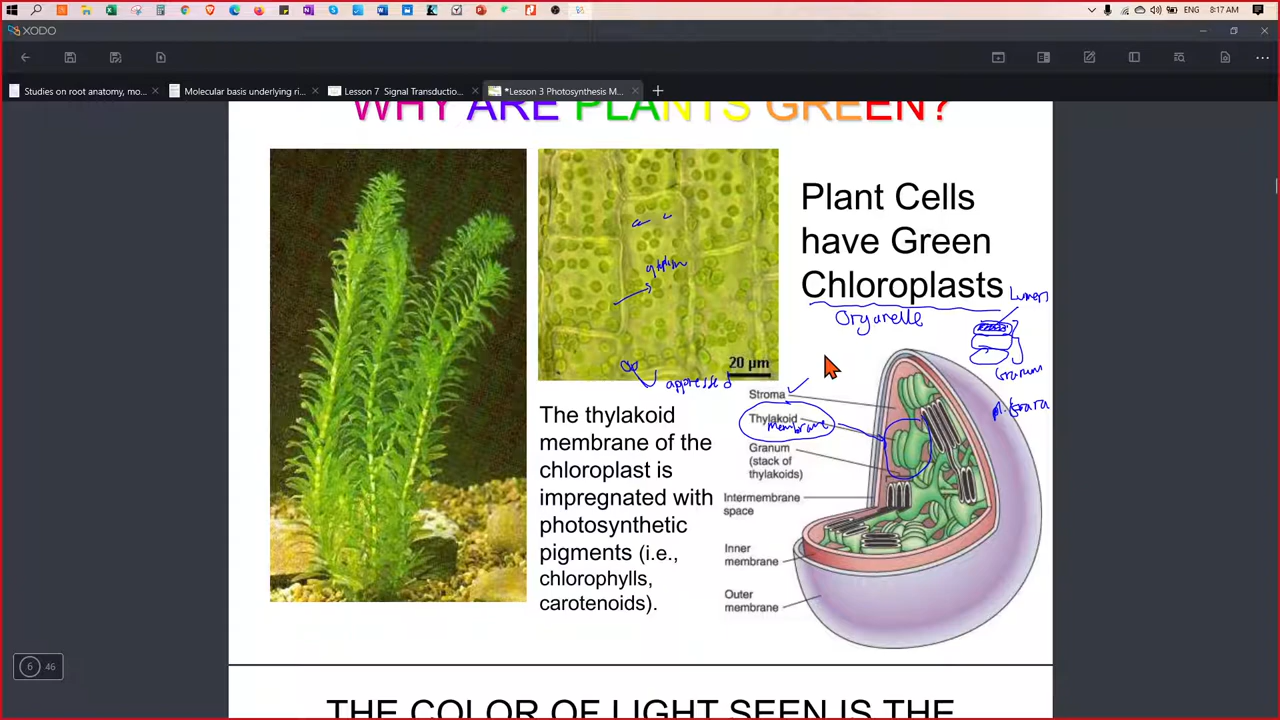 ENG
8:17 AM
XODO
Studies on root anatomy, mo...
Molecular basis underlying ri...
Lesson 7 Signal Transductio...
*Lesson 3 Photosynthesis M...
WHY ARE PLANTS GREEN?
20 µm
appressed
Plant Cells
have Green
Chloroplasts
Organelle
Lumen
Granum
pl. Grana
The thylakoid
membrane of the
chloroplast is
impregnated with
photosynthetic
pigments (i.e.,
chlorophylls,
carotenoids).
Stroma
Thylakoid
Membrane
Granum
(stack of
thylakoids)
Intermembrane
space
Inner
membrane
Outer
membrane
6 46
THE COLOR OF LIGHT SEEN IS THE